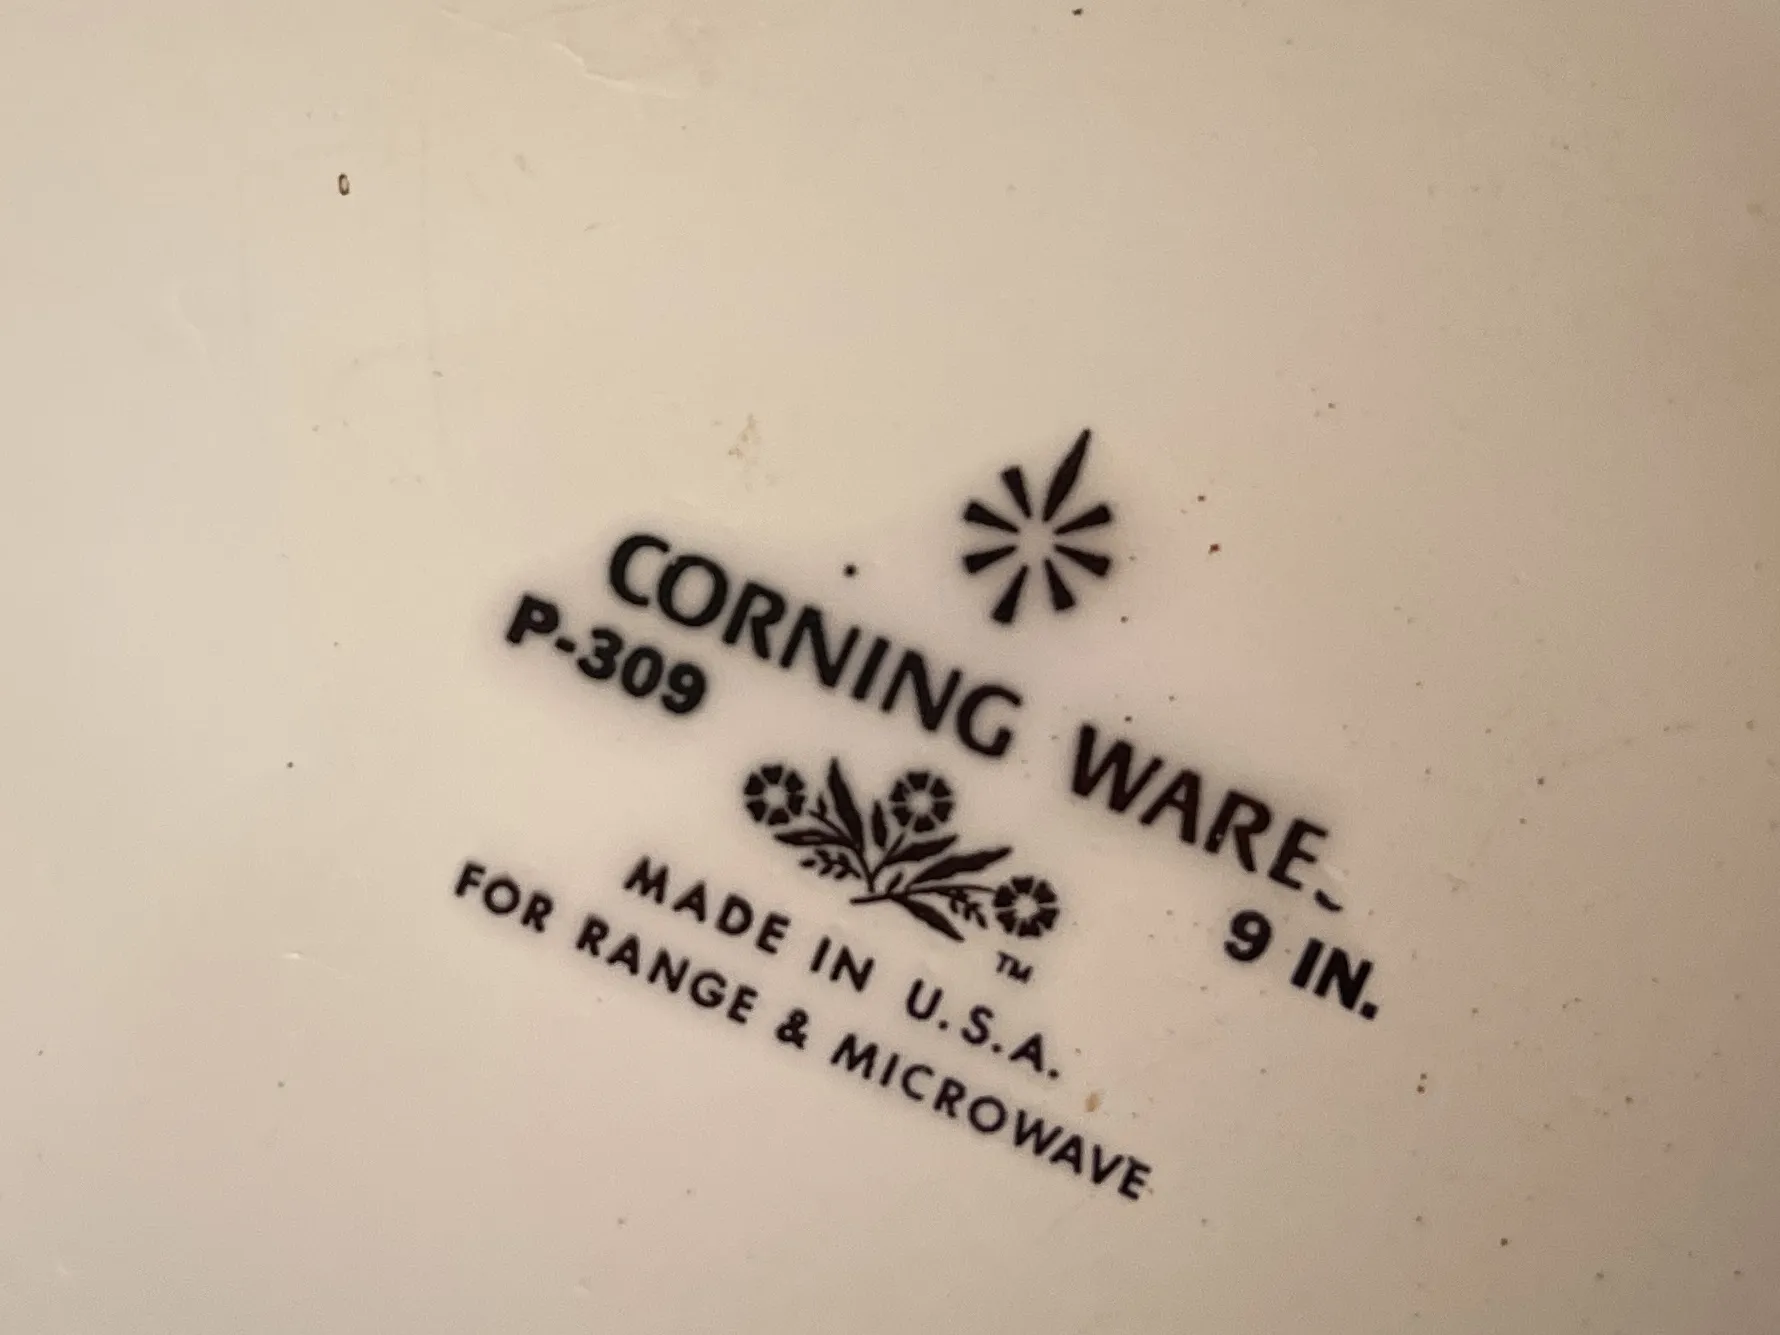 CORNING WARE
P-309
9 IN.
TM
MADE IN U.S.A.
FOR RANGE & MICROWAVE